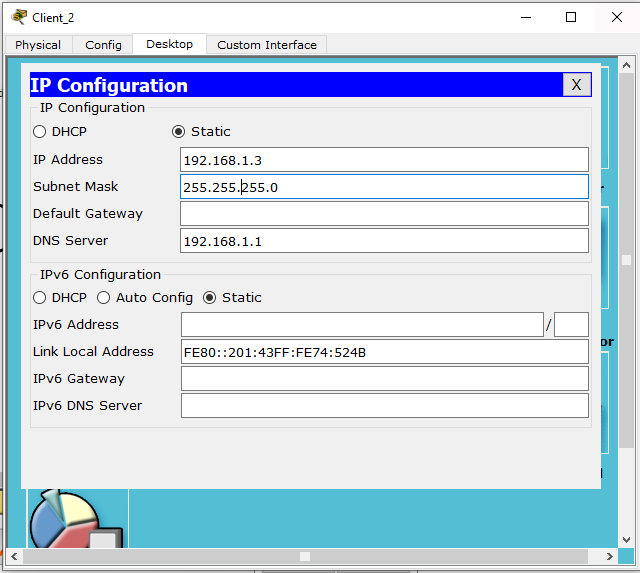 Client_2
Physical Config Desktop Custom Interface
IP Configuration X
IP Configuration
DHCP Static
IP Address 192.168.1.3
Subnet Mask 255.255.255.0
Default Gateway
DNS Server 192.168.1.1
IPv6 Configuration
DHCP Auto Config Static
IPv6 Address /
Link Local Address FE80::201:43FF:FE74:524B
IPv6 Gateway
IPv6 DNS Server